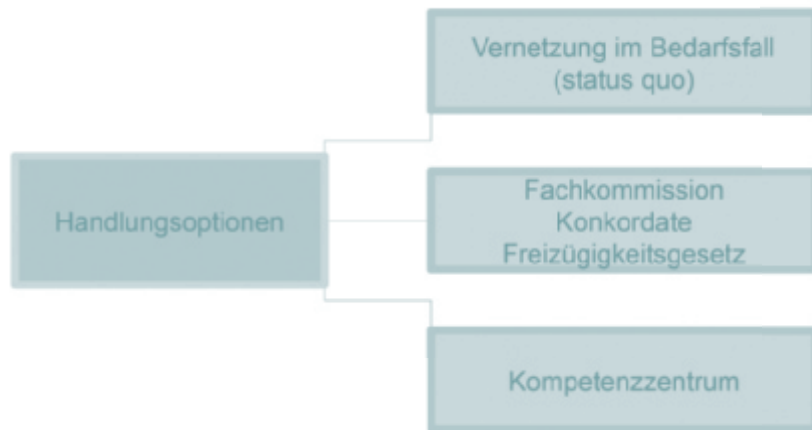 Handlungsoptionen
Vernetzung im Bedarfsfall
(status quo)
Fachkommission
Konkordate
Freizügigkeitsgesetz
Kompetenzzentrum